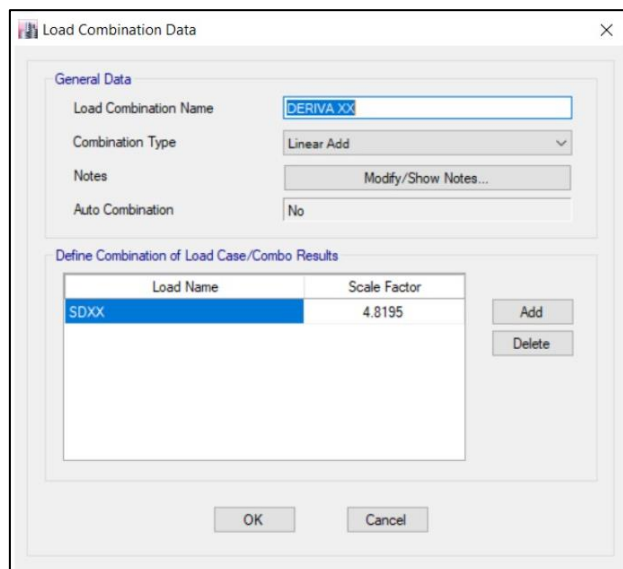 Load Combination Data
General Data
Load Combination Name DERIVA XX
Combination Type Linear Add
Notes Modify/Show Notes...
Auto Combination No
Define Combination of Load Case/Combo Results
Load Name Scale Factor
SDXX 4.8195
Add
Delete
OK Cancel